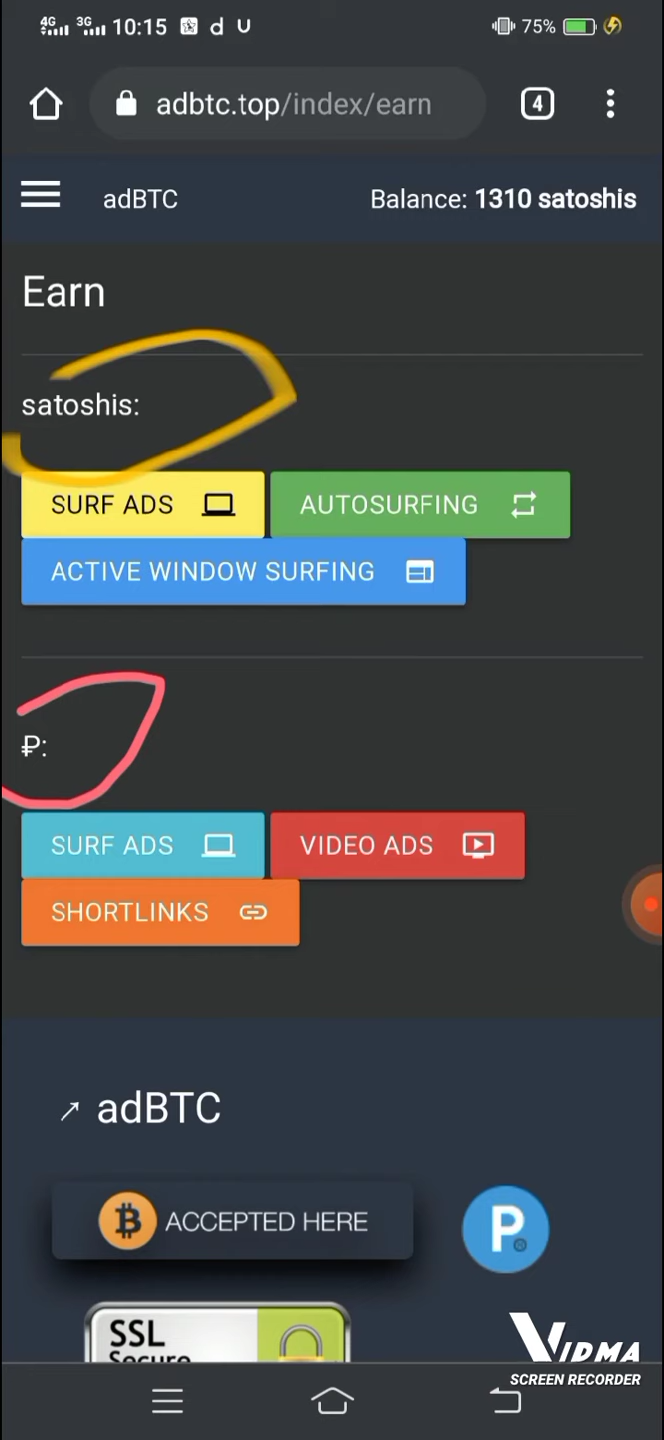 4G 3G 10:15 d U 75%
adbtc.top/index/earn 4
adBTC Balance: 1310 satoshis
Earn
satoshis:
SURF ADS AUTOSURFING
ACTIVE WINDOW SURFING
₽:
SURF ADS VIDEO ADS
SHORTLINKS
adBTC
₿ ACCEPTED HERE P
SSL
Secure
VIDMA
SCREEN RECORDER